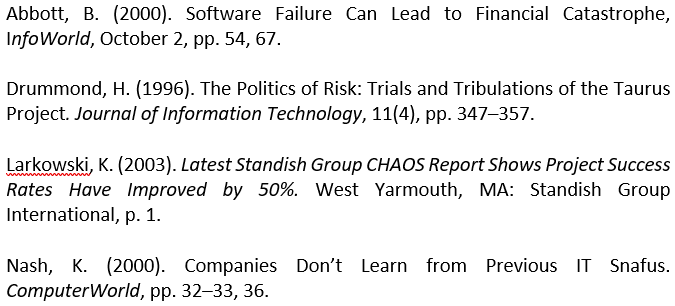 Abbott, B. (2000). Software Failure Can Lead to Financial Catastrophe,
InfoWorld, October 2, pp. 54, 67.
Drummond, H. (1996). The Politics of Risk: Trials and Tribulations of the Taurus
Project. Journal of Information Technology, 11(4), pp. 347–357.
Larkowski, K. (2003). Latest Standish Group CHAOS Report Shows Project Success
Rates Have Improved by 50%. West Yarmouth, MA: Standish Group
International, p. 1.
Nash, K. (2000). Companies Don’t Learn from Previous IT Snafus.
ComputerWorld, pp. 32–33, 36.